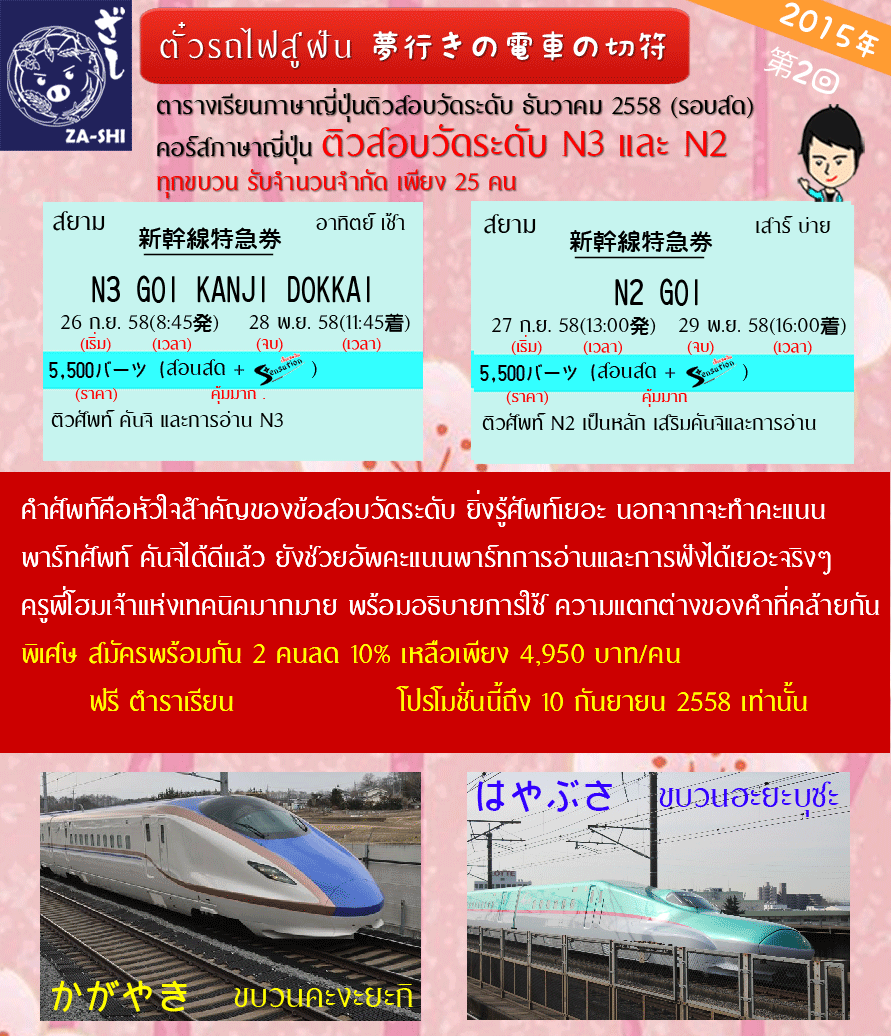 ざし
ZA-SHI
ตั๋วรถไฟสู่ฝัน 夢行きの電車の切符
2015年
第2回
ตารางเรียนภาษาญี่ปุ่นติวสอบวัดระดับ ธันวาคม 2558 (รอบสด)
คอร์สภาษาญี่ปุ่น ติวสอบวัดระดับ N3 และ N2
ทุกขบวน รับจำนวนจำกัด เพียง 25 คน
สยาม
อาทิตย์ เช้า
新幹線特急券
N3 GOI KANJI DOKKAI
26 ก.ย. 58(8:45発) 28 พ.ย. 58(11:45着)
(เริ่ม) (เวลา) (จบ) (เวลา)
5,500バーツ (สอนสด + Sensation )
(ราคา) คุ้มมาก .
ติวศัพท์ คันจิ และการอ่าน N3
สยาม
เสาร์ บ่าย
新幹線特急券
N2 GOI
27 ก.ย. 58(13:00発) 29 พ.ย. 58(16:00着)
(เริ่ม) (เวลา) (จบ) (เวลา)
5,500バーツ (สอนสด + Sensation )
(ราคา) คุ้มมาก
ติวศัพท์ N2 เป็นหลัก เสริมคันจิและการอ่าน
คำศัพท์คือหัวใจสำคัญของข้อสอบวัดระดับ ยิ่งรู้ศัพท์เยอะ นอกจากจะทำคะแนน
พาร์ทศัพท์ คันจิได้ดีแล้ว ยังช่วยอัพคะแนนพาร์ทการอ่านและการฟังได้เยอะจริงๆ
ครูพี่โฮมเจ้าแห่งเทคนิคมากมาย พร้อมอธิบายการใช้ ความแตกต่างของคำที่คล้ายกัน
พิเศษ สมัครพร้อมกัน 2 คนลด 10% เหลือเพียง 4,950 บาท/คน
ฟรี ตำราเรียน โปรโมชั่นนี้ถึง 10 กันยายน 2558 เท่านั้น
はやぶさ ขบวนฮะยะบุซะ
かがやき ขบวนคะงะยะกิ